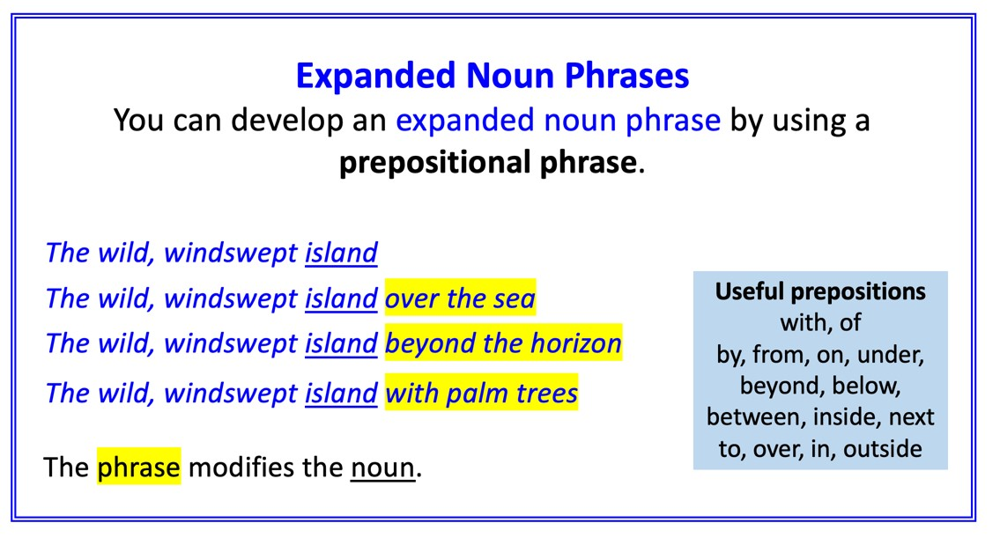 Expanded Noun Phrases
You can develop an expanded noun phrase by using a
prepositional phrase.
The wild, windswept island
The wild, windswept island over the sea
The wild, windswept island beyond the horizon
The wild, windswept island with palm trees
The phrase modifies the noun.
Useful prepositions
with, of
by, from, on, under,
beyond, below,
between, inside, next
to, over, in, outside